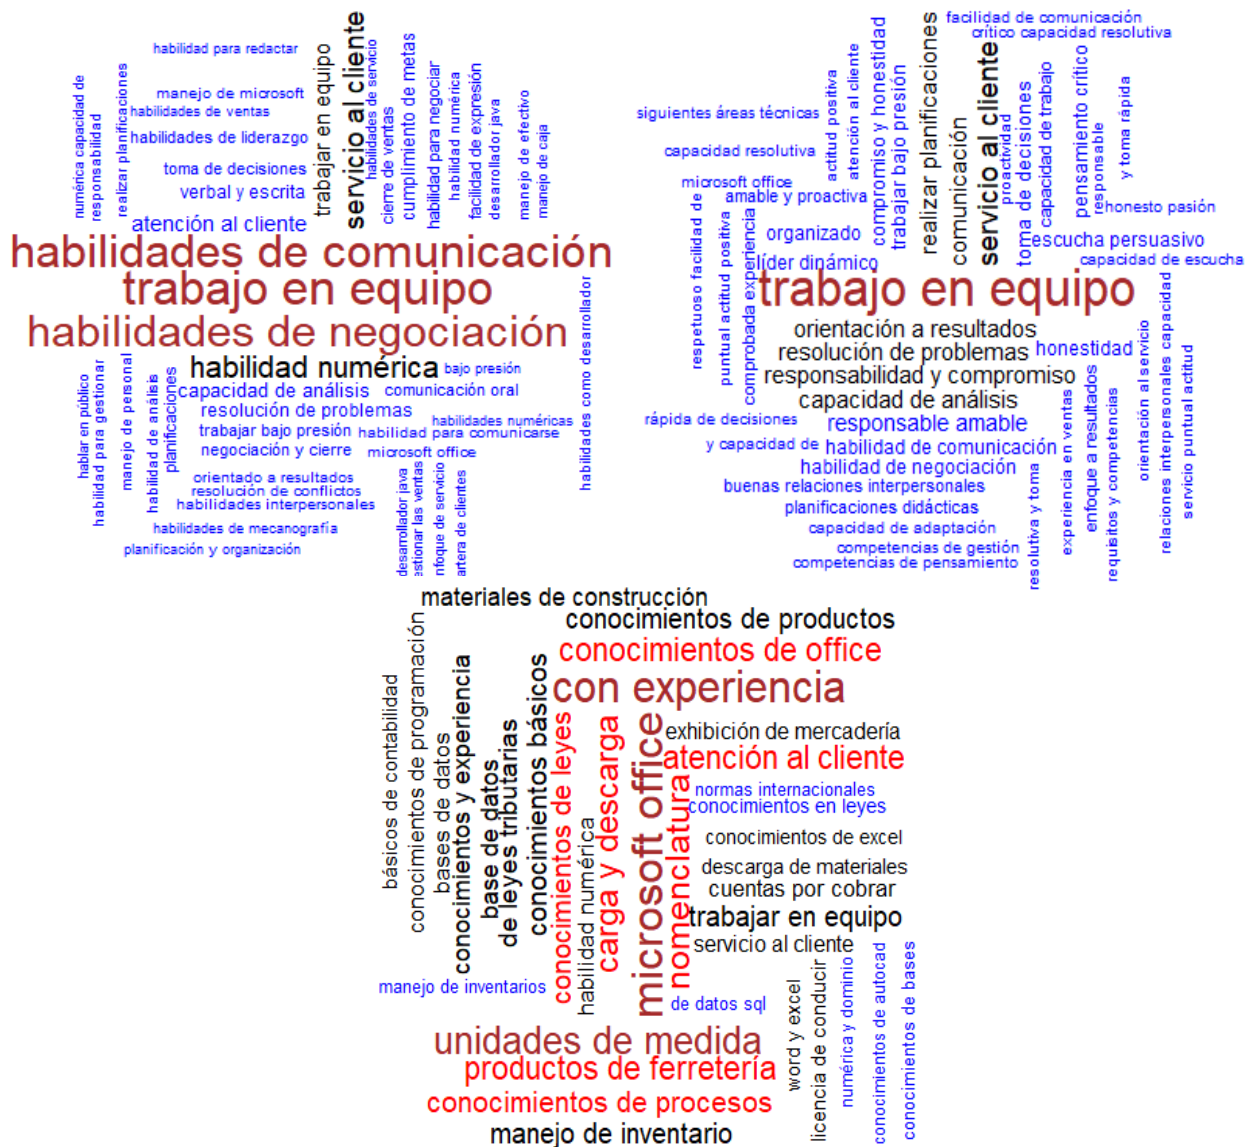 habilidad para redactar
numérica capacidad de
responsabilidad
realizar planificaciones
manejo de microsoft
habilidades de ventas
habilidades de liderazgo
toma de decisiones
verbal y escrita
atención al cliente
trabajar en equipo
servicio al cliente
habilidades de servicio
cierre de ventas
cumplimiento de metas
habilidad para negociar
habilidad numérica
facilidad de expresión
desarrollador java
manejo de efectivo
manejo de caja
habilidades de comunicación
trabajo en equipo
habilidades de negociación
habilidad numérica
bajo presión
capacidad de análisis
comunicación oral
resolución de problemas
habilidades numéricas
trabajar bajo presión
habilidad para comunicarse
negociación y cierre
microsoft office
orientado a resultados
resolución de conflictos
habilidades interpersonales
habilidades de mecanografía
planificación y organización
hablar en público
habilidad para gestionar
manejo de personal
habilidad de análisis
planificaciones
desarrollador java
estionar las ventas
nfoque de servicio
artera de clientes
habilidades como desarrollador
facilidad de comunicación
crítico capacidad resolutiva
siguientes áreas técnicas
capacidad resolutiva
microsoft office
amable y proactiva
organizado
líder dinámico
actitud positiva
atención al cliente
compromiso y honestidad
trabajar bajo presión
realizar planificaciones
comunicación
servicio al cliente
proactividad
toma de decisiones
capacidad de trabajo
pensamiento crítico
responsable
y toma rápida
honesto pasión
escucha persuasivo
capacidad de escucha
respetuoso facilidad de
puntual actitud positiva
comprobada experiencia
trabajo en equipo
orientación a resultados
resolución de problemas
honestidad
responsabilidad y compromiso
capacidad de análisis
rápida de decisiones
responsable amable
y capacidad de
habilidad de comunicación
habilidad de negociación
buenas relaciones interpersonales
planificaciones didácticas
capacidad de adaptación
competencias de gestión
competencias de pensamiento
resolutiva y toma
experiencia en ventas
enfoque a resultados
requisitos y competencias
orientación al servicio
relaciones interpersonales capacidad
servicio puntual actitud
materiales de construcción
conocimientos de productos
conocimientos de office
con experiencia
básicos de contabilidad
conocimientos de programación
bases de datos
conocimientos y experiencia
base de datos
de leyes tributarias
conocimientos básicos
conocimientos de leyes
habilidad numérica
carga y descarga
microsoft office
nomenclatura
exhibición de mercadería
atención al cliente
normas internacionales
conocimientos en leyes
conocimientos de excel
descarga de materiales
cuentas por cobrar
trabajar en equipo
servicio al cliente
manejo de inventarios
de datos sql
unidades de medida
productos de ferretería
conocimientos de procesos
manejo de inventario
word y excel
licencia de conducir
numérica y dominio
conocimientos de autocad
conocimientos de bases